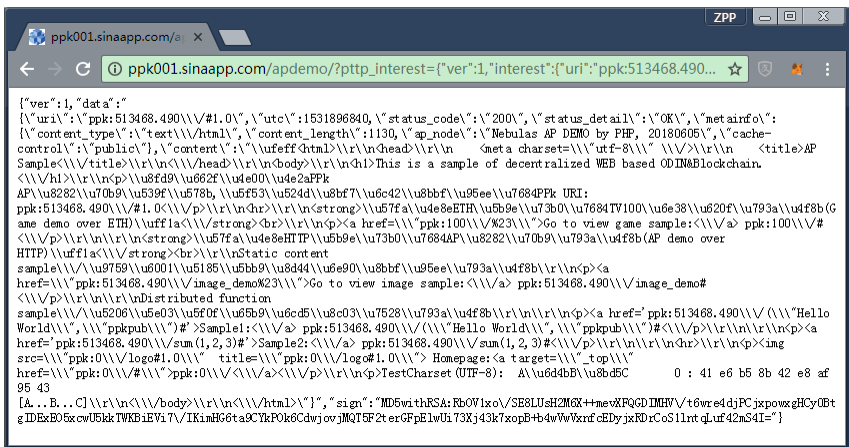 ZPP
ppk001.sinaapp.com/ap
ppk001.sinaapp.com/apdemo/?pttp_interest={"ver":1,"interest":{"uri":"ppk:513468.490...
{"ver":1,"data":"
{\"uri\":\"ppk:513468.490\\\/#1.0\",\"utc\":1531896840,\"status_code\":\"200\",\"status_detail\":\"OK\",\"metainfo\":
{\"content_type\":\"text\\\/html\",\"content_length\":1130,\"ap_node\":\"Nebulas AP DEMO by PHP, 20180605\",\"cache-
control\":\"public\"},\"content\":\"\\ufeff<html>\\r\\n<head>\\r\\n    <meta charset=\\\"utf-8\\\" \\\/>\\r\\n    <title>AP
Sample<\\\/title>\\r\\n<\\\/head>\\r\\n<body>\\r\\n<h1>This is a sample of decentralized WEB based ODIN&Blockchain.
<\\\/h1>\\r\\n<p>\\u8fd9\\u662f\\u4e00\\u4e2aPPk
AP\\u8282\\u70b9\\u539f\\u578b,\\u5f53\\u524d\\u8bf7\\u6c42\\u8bbf\\u95ee\\u7684PPk URI:
ppk:513468.490\\\/#1.0<\\\/p>\\r\\n<hr>\\r\\n<strong>\\u57fa\\u4e8eETH\\u5b9e\\u73b0\\u7684TV100\\u6e38\\u620f\\u793a\\u4f8b(G
ame demo over ETH)\\uff1a<\\\/strong><br>\\r\\n<p><a href=\\\"ppk:100\\\/%23\\\">Go to view game sample:<\\\/a> ppk:100\\\/#
<\\\/p>\\r\\n\\r\\n<strong>\\u57fa\\u4e8eHTTP\\u5b9e\\u73b0\\u7684AP\\u8282\\u70b9\\u793a\\u4f8b(AP demo over
HTTP)\\uff1a<\\\/strong><br>\\r\\nStatic content
sample\\\/\\u9759\\u6001\\u5185\\u5bb9\\u8d44\\u6e90\\u8bbf\\u95ee\\u793a\\u4f8b\\r\\n<p><a
href=\\\"ppk:513468.490\\\/image_demo%23\\\">Go to view image sample:<\\\/a> ppk:513468.490\\\/image_demo#
<\\\/p>\\r\\n\\r\\nDistributed function
sample\\\/\\u5206\\u5e03\\u5f0f\\u65b9\\u6cd5\\u8c03\\u7528\\u793a\\u4f8b\\r\\n\\r\\n<p><a href='ppk:513468.490\\\/(\\\"Hello
World\\\",\\\"ppkpub\\\")#'>Sample1:<\\\/a> ppk:513468.490\\\/(\\\"Hello World\\\",\\\"ppkpub\\\")#<\\\/p>\\r\\n\\r\\n<p><a
href='ppk:513468.490\\\/sum(1,2,3)#'>Sample2:<\\\/a> ppk:513468.490\\\/sum(1,2,3)#<\\\/p>\\r\\n\\r\\n<hr>\\r\\n<p><img
src=\\\"ppk:0\\\/logo#1.0\\\"  title=\\\"ppk:0\\\/logo#1.0\\\"> Homepage:<a target=\\\"_top\\\"
href=\\\"ppk:0\\\/#\\\">ppk:0\\\/<\\\/a><\\\/p>\\r\\n<p>TestCharset(UTF-8):  A\\u6d4bB\\u8bd5C       0 : 41 e6 b5 8b 42 e8 af
95 43
[A...B...C]\\r\\n<\\\/body>\\r\\n<\\\/html>\"}","sign":"MD5withRSA:RbOV1xo\/SE8LUsH2M6X++mevXFQGDIMHV\/t6wre4djPCjxpowxgHCy0Bt
gIDExEO5xcwU5kkTWKBiEVi7\/IKimHG6ta9CYkPOk6CdwjovjMQT5F2terGFpElwUi73Xj43k7xopB+b4wVwVxnfcEDyjxRDrCoS1lntqLuf42mS4I="}